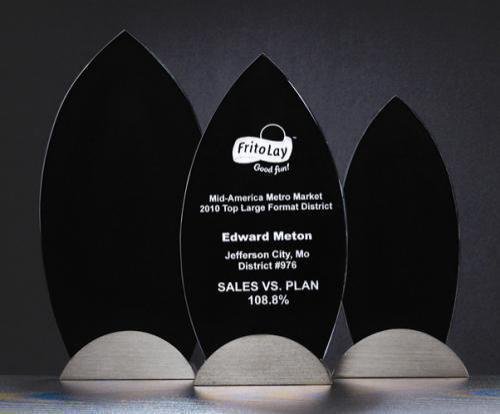 FritoLay™
Good fun!
Mid-America Metro Market
2010 Top Large Format District
Edward Meton
Jefferson City, Mo
District #976
SALES VS. PLAN
108.8%